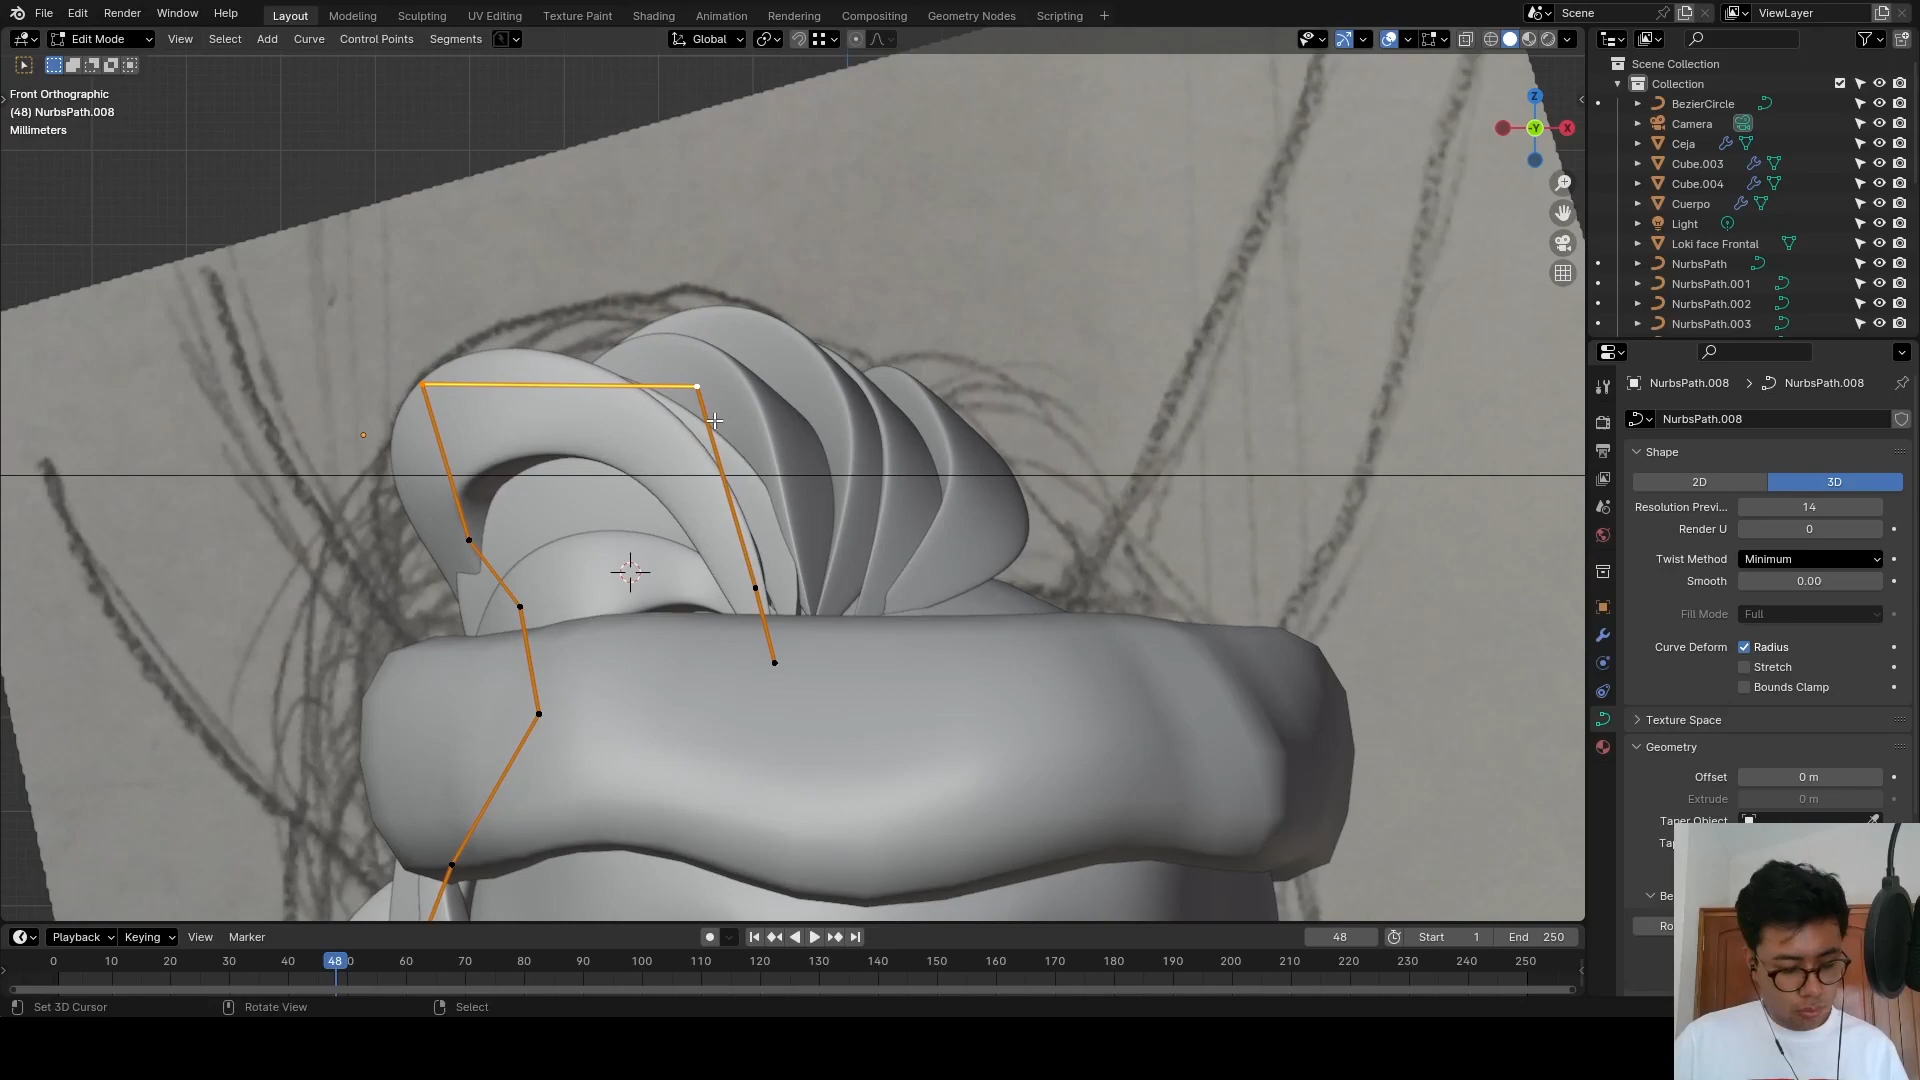 File Edit Render Window Help Layout Modeling Sculpting UV Editing Texture Paint Shading Animation Rendering Compositing Geometry Nodes Scripting + Scene ViewLayer
Edit Mode View Select Add Curve Control Points Segments Global
Front Orthographic
(48) NurbsPath.008
Millimeters
Z
-Y
X
Scene Collection
Collection
BezierCircle
Camera
Ceja
Cube.003
Cube.004
Cuerpo
Light
Loki face Frontal
NurbsPath
NurbsPath.001
NurbsPath.002
NurbsPath.003
NurbsPath.008 > NurbsPath.008
NurbsPath.008
Shape
2D 3D
Resolution Previ... 14
Render U 0
Twist Method Minimum
Smooth 0.00
Fill Mode Full
Curve Deform Radius
Stretch
Bounds Clamp
Texture Space
Geometry
Offset 0 m
Extrude 0 m
Taper Object
Playback Keying View Marker 48 Start 1 End 250
0 10 20 30 40 48 0 60 70 80 90 100 110 120 130 140 150 160 170 180 190 200 210 220 230 240 250
Set 3D Cursor Rotate View Select